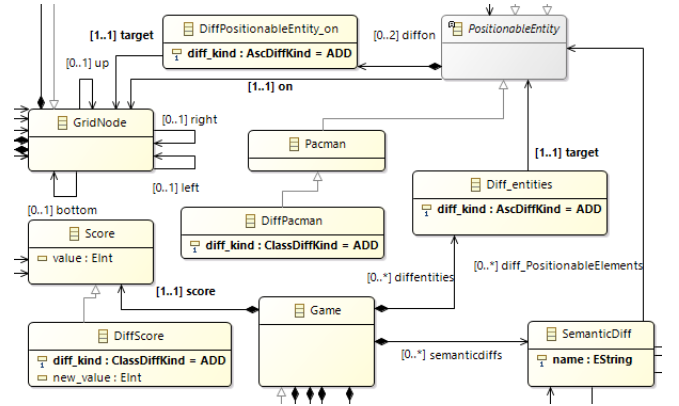 DiffPositionableEntity_on
diff_kind : AscDiffKind = ADD
[1..1] target
[0..2] diffon
PositionableEntity
[0..1] up
[1..1] on
GridNode
[0..1] right
Pacman
[1..1] target
[0..1] left
Diff_entities
diff_kind : AscDiffKind = ADD
[0..1] bottom
DiffPacman
diff_kind : ClassDiffKind = ADD
Score
value : EInt
[0..*] diffentities
[0..*] diff_PositionableElements
[1..1] score
Game
DiffScore
diff_kind : ClassDiffKind = ADD
new_value : EInt
[0..*] semanticdiffs
SemanticDiff
name : EString